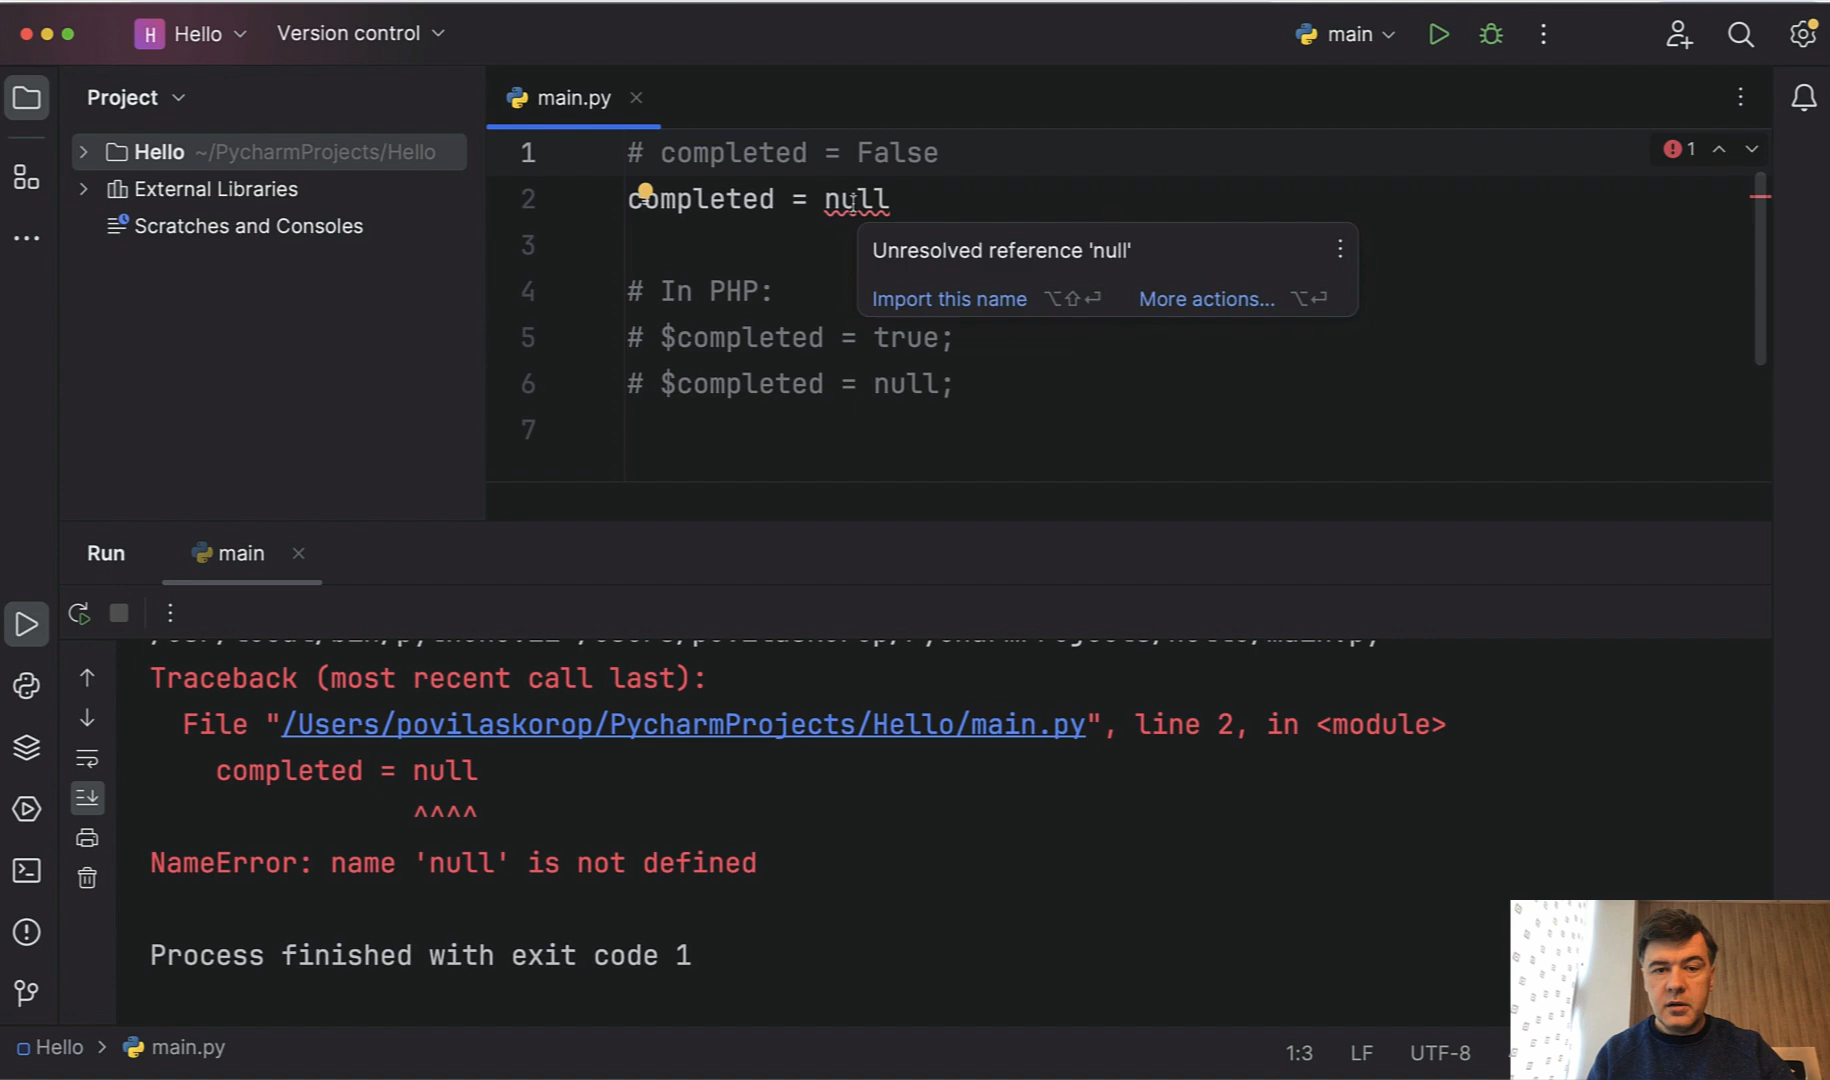 H Hello Version control main
Project
main.py
Hello ~/PycharmProjects/Hello
External Libraries
Scratches and Consoles
1 # completed = False
1
2 completed = null
3
Unresolved reference 'null'
Import this name ⌥⇧⏎ More actions... ⌥⏎
4 # In PHP:
5 # $completed = true;
6 # $completed = null;
7
Run main
Traceback (most recent call last):
File "/Users/povilaskorop/PycharmProjects/Hello/main.py", line 2, in <module>
completed = null
^^^^
NameError: name 'null' is not defined
Process finished with exit code 1
Hello > main.py 1:3 LF UTF-8